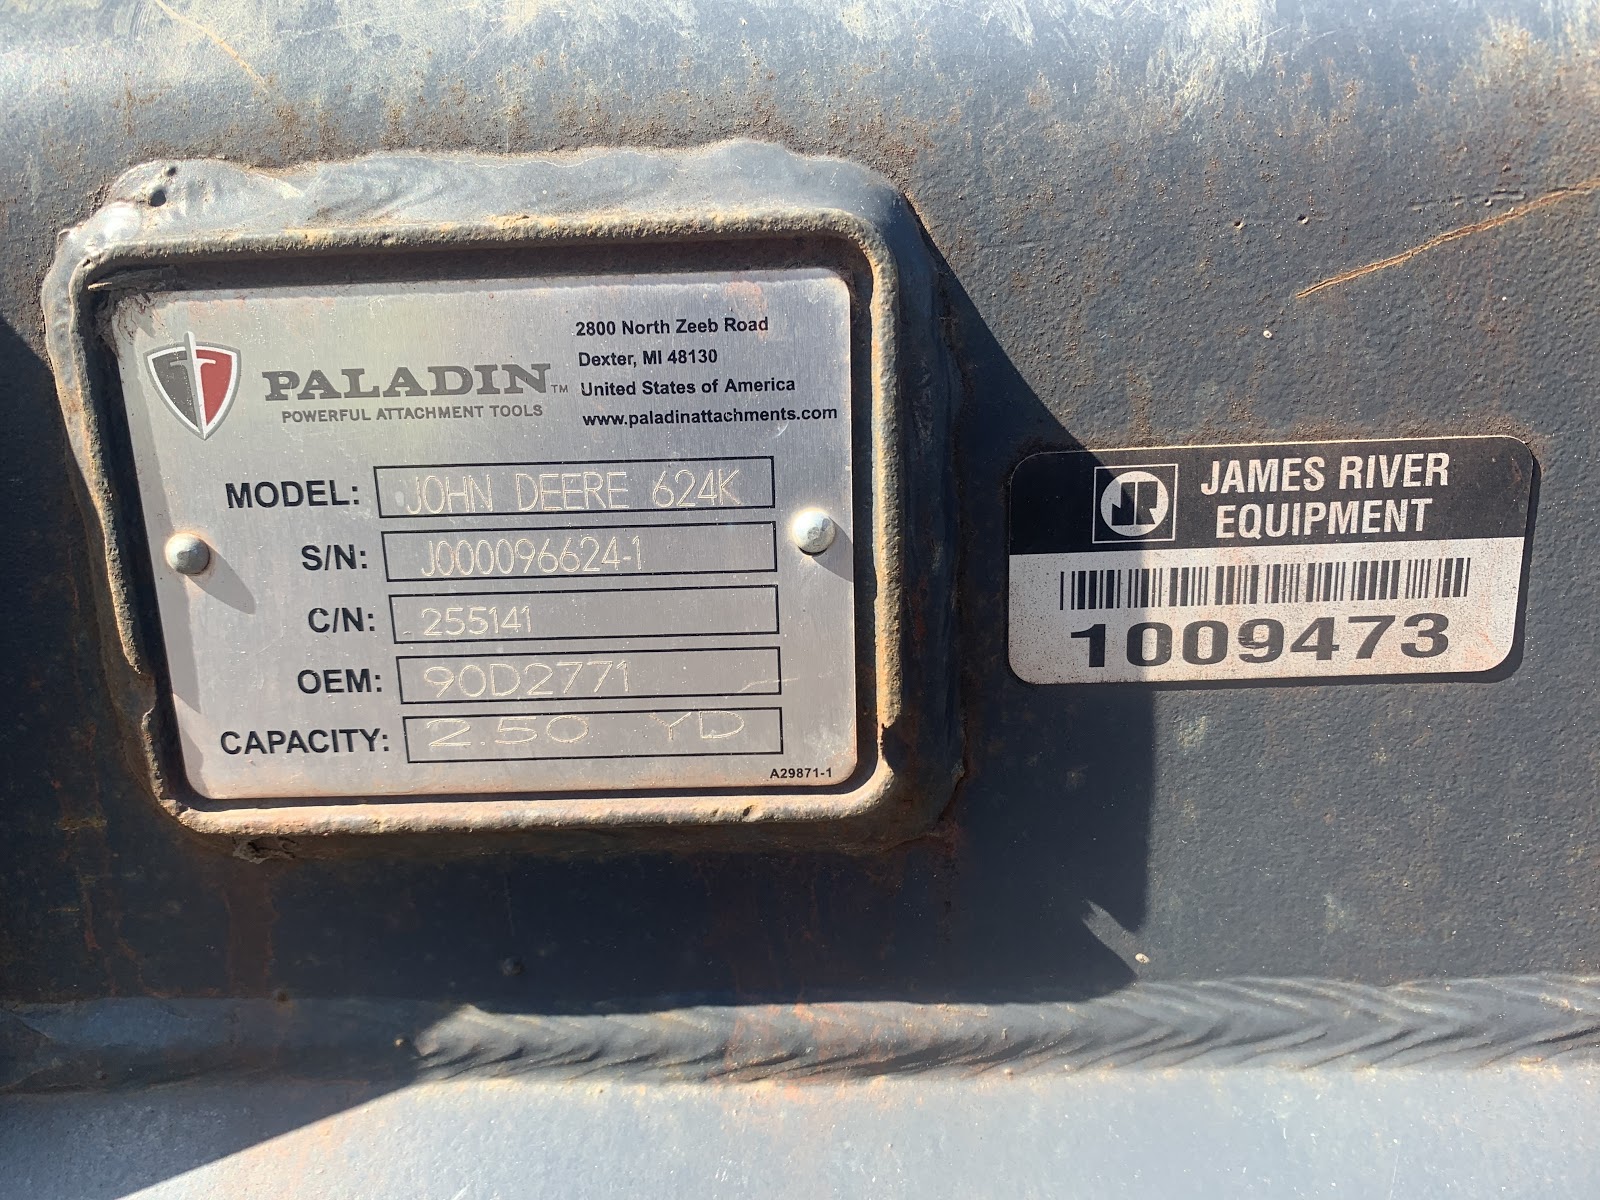 PALADIN™
POWERFUL ATTACHMENT TOOLS
2800 North Zeeb Road
Dexter, MI 48130
United States of America
www.paladinattachments.com
MODEL: JOHN DEERE 624K
S/N: J000096624-1
C/N: 255141
OEM: 90D2771
CAPACITY: 2.50 YD
A29871-1
JR
JAMES RIVER
EQUIPMENT
1009473